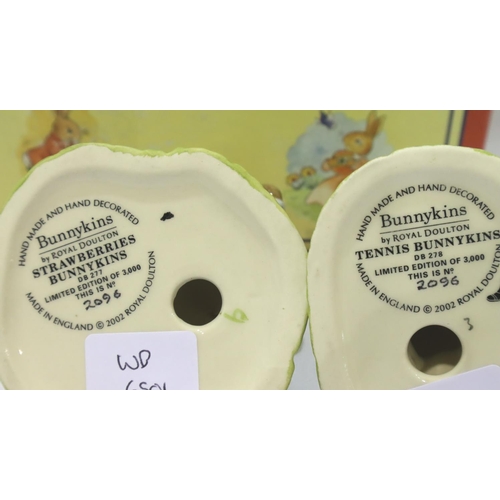 HAND MADE AND HAND DECORATED
Bunnykins
by ROYAL DOULTON
STRAWBERRIES
BUNNYKINS
DB 277
LIMITED EDITION OF 3,000
THIS IS Nº
2096
MADE IN ENGLAND © 2002 ROYAL DOULTON
6
WD
HAND MADE AND HAND DECORATED
Bunnykins
by ROYAL DOULTON
TENNIS BUNNYKINS
DB 278
LIMITED EDITION OF 3,000
THIS IS Nº
2096
MADE IN ENGLAND © 2002 ROYAL DOULTON
3